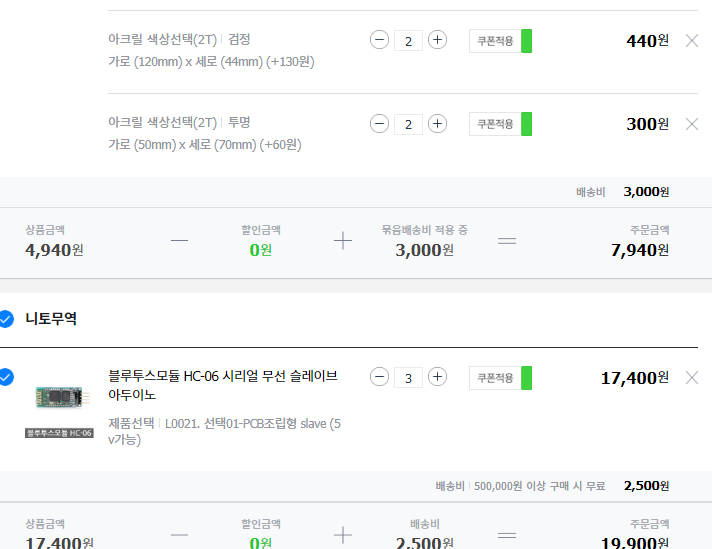 아크릴 색상선택(2T) | 검정
가로 (120mm) x 세로 (44mm) (+130원)
2
쿠폰적용
440원
아크릴 색상선택(2T) | 투명
가로 (50mm) x 세로 (70mm) (+60원)
2
쿠폰적용
300원
배송비 3,000원
상품금액 할인금액 묶음배송비 적용 중 주문금액
4,940원 — 0원 + 3,000원 = 7,940원
니토무역
블루투스모듈 HC-06 시리얼 무선 슬레이브
아두이노
제품선택 | L0021. 선택01-PCB조립형 slave (5
v가능)
블루투스모듈 HC-06
3
쿠폰적용
17,400원
배송비 | 500,000원 이상 구매 시 무료 2,500원
상품금액 할인금액 배송비 주문금액
17,400원 — 0원 + 2,500원 = 19,900원